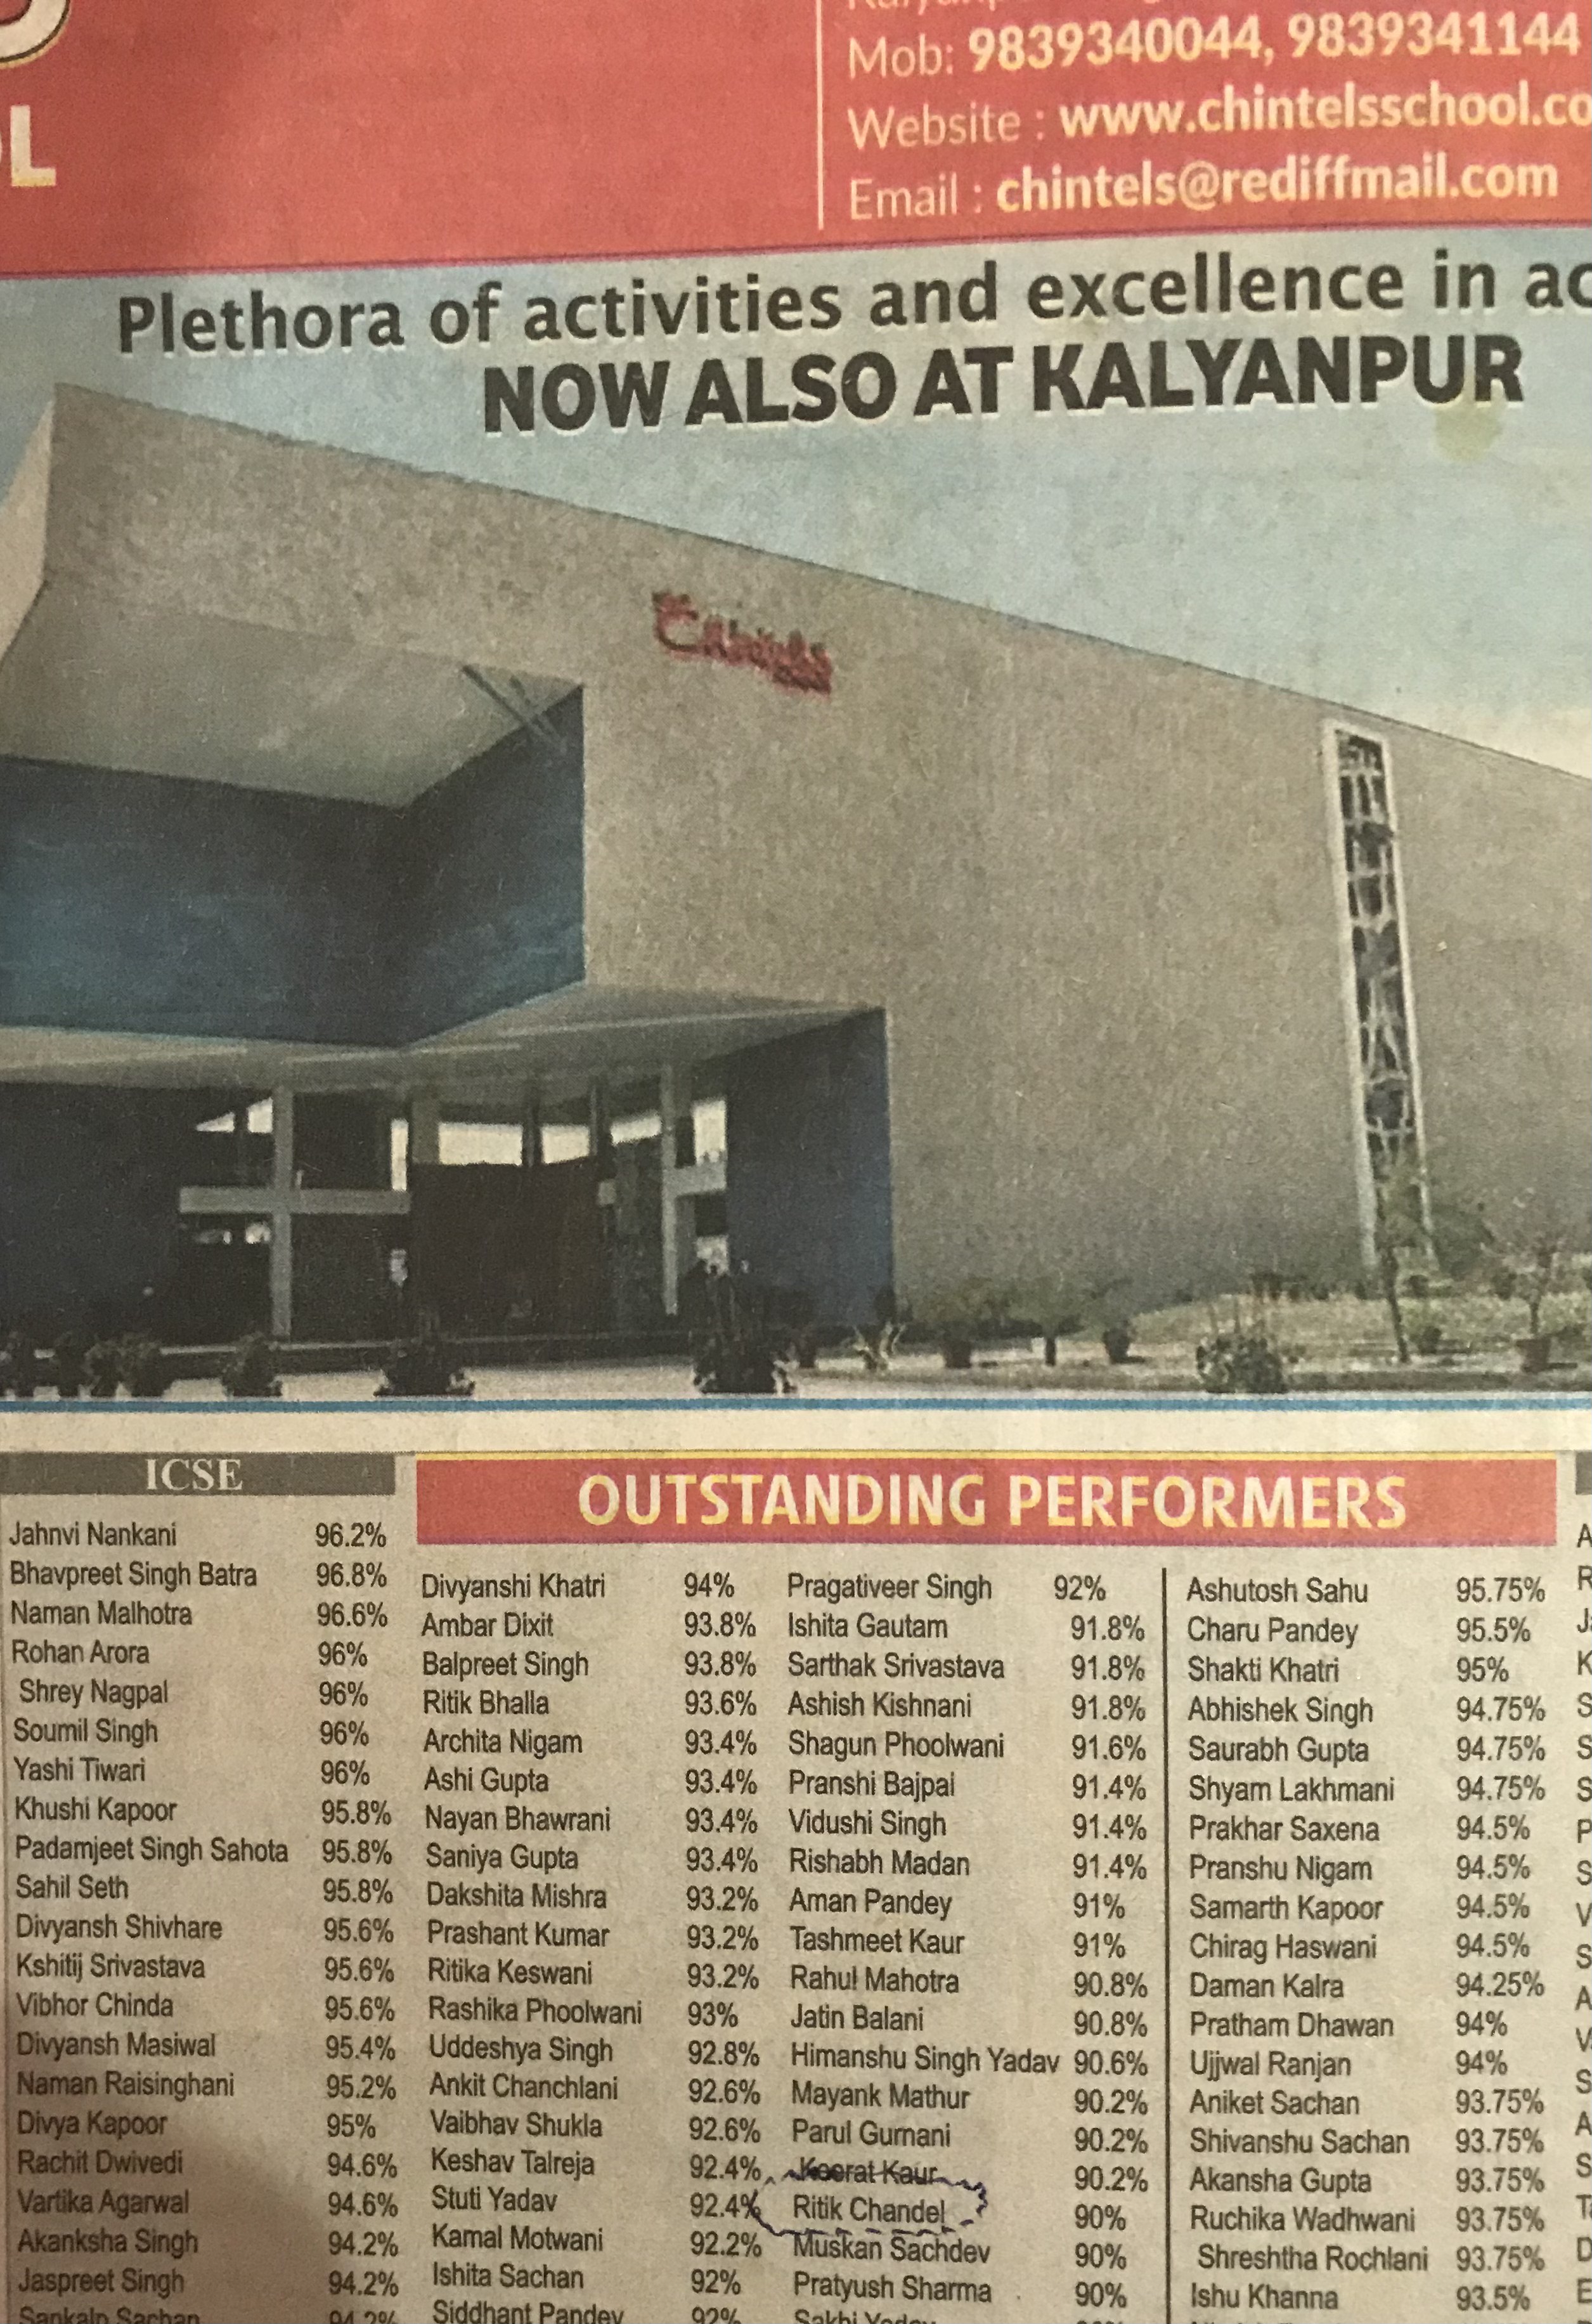 OL
Mob: 9839340044, 9839341144
Website : www.chintelsschool.co
Email : chintels@rediffmail.com
Plethora of activities and excellence in ac
NOW ALSO AT KALYANPUR
Chintels
ICSE
Jahnvi Nankani 96.2%
Bhavpreet Singh Batra 96.8%
Naman Malhotra 96.6%
Rohan Arora 96%
Shrey Nagpal 96%
Soumil Singh 96%
Yashi Tiwari 96%
Khushi Kapoor 95.8%
Padamjeet Singh Sahota 95.8%
Sahil Seth 95.8%
Divyansh Shivhare 95.6%
Kshitij Srivastava 95.6%
Vibhor Chinda 95.6%
Divyansh Masiwal 95.4%
Naman Raisinghani 95.2%
Divya Kapoor 95%
Rachit Dwivedi 94.6%
Vartika Agarwal 94.6%
Akanksha Singh 94.2%
Jaspreet Singh 94.2%
Sankalp Sachan 94.2%
OUTSTANDING PERFORMERS
Divyanshi Khatri 94%
Ambar Dixit 93.8%
Balpreet Singh 93.8%
Ritik Bhalla 93.6%
Archita Nigam 93.4%
Ashi Gupta 93.4%
Nayan Bhawrani 93.4%
Saniya Gupta 93.4%
Dakshita Mishra 93.2%
Prashant Kumar 93.2%
Ritika Keswani 93.2%
Rashika Phoolwani 93%
Uddeshya Singh 92.8%
Ankit Chanchlani 92.6%
Vaibhav Shukla 92.6%
Keshav Talreja 92.4%
Stuti Yadav 92.4%
Kamal Motwani 92.2%
Ishita Sachan 92%
Siddhant Pandey 92%
Pragativeer Singh 92%
Ishita Gautam 91.8%
Sarthak Srivastava 91.8%
Ashish Kishnani 91.8%
Shagun Phoolwani 91.6%
Pranshi Bajpai 91.4%
Vidushi Singh 91.4%
Rishabh Madan 91.4%
Aman Pandey 91%
Tashmeet Kaur 91%
Rahul Mahotra 90.8%
Jatin Balani 90.8%
Himanshu Singh Yadav 90.6%
Mayank Mathur 90.2%
Parul Gurnani 90.2%
Keerat Kaur 90.2%
Ritik Chandel 90%
Muskan Sachdev 90%
Pratyush Sharma 90%
Sakhi Yadav
Ashutosh Sahu 95.75%
Charu Pandey 95.5%
Shakti Khatri 95%
Abhishek Singh 94.75%
Saurabh Gupta 94.75%
Shyam Lakhmani 94.75%
Prakhar Saxena 94.5%
Pranshu Nigam 94.5%
Samarth Kapoor 94.5%
Chirag Haswani 94.5%
Daman Kalra 94.25%
Pratham Dhawan 94%
Ujjwal Ranjan 94%
Aniket Sachan 93.75%
Shivanshu Sachan 93.75%
Akansha Gupta 93.75%
Ruchika Wadhwani 93.75%
Shreshtha Rochlani 93.75%
Ishu Khanna 93.5%